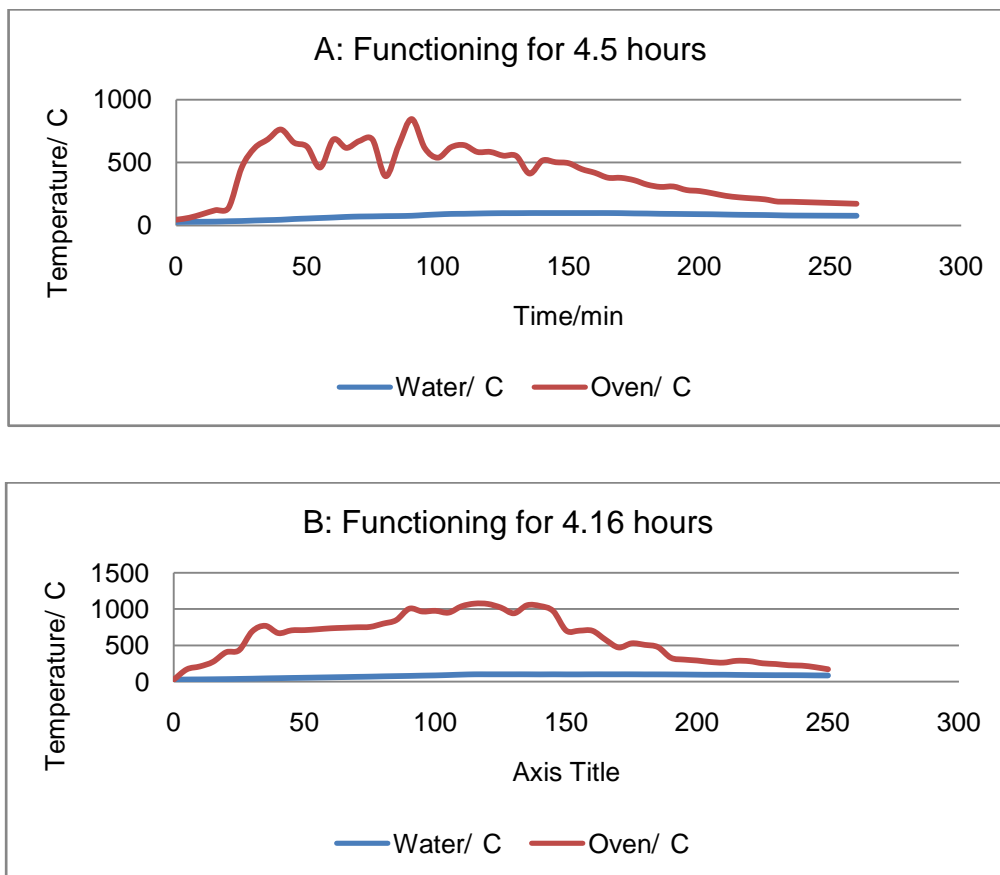 A: Functioning for 4.5 hours
Temperature/ C
1000
500
0
0 50 100 150 200 250 300
Time/min
Water/ C Oven/ C
B: Functioning for 4.16 hours
Temperature/ C
1500
1000
500
0
0 50 100 150 200 250 300
Axis Title
Water/ C Oven/ C